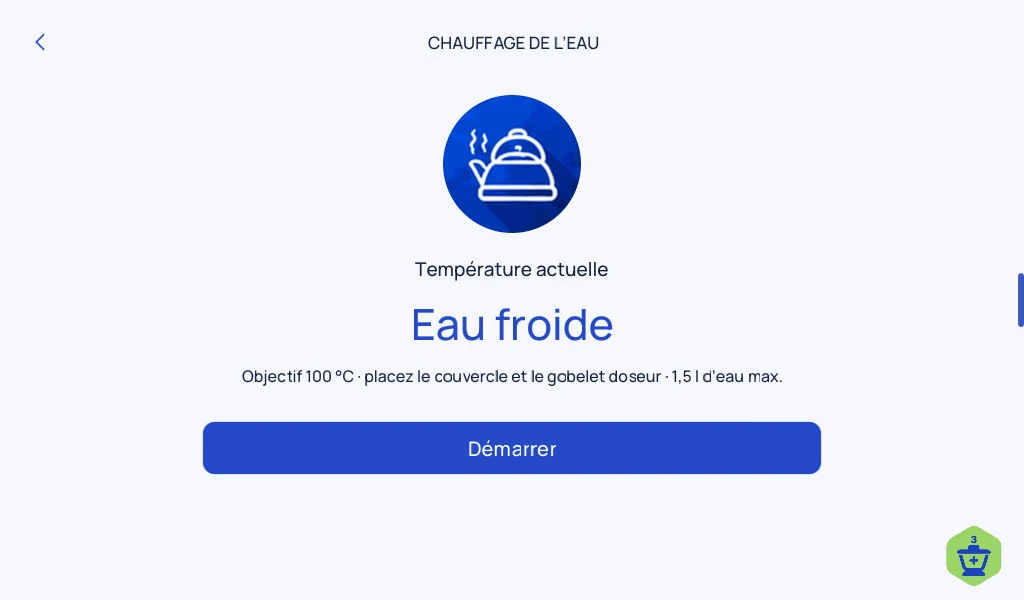 CHAUFFAGE DE L’EAU
Température actuelle
Eau froide
Objectif 100 °C · placez le couvercle et le gobelet doseur · 1,5 l d’eau max.
Démarrer
3